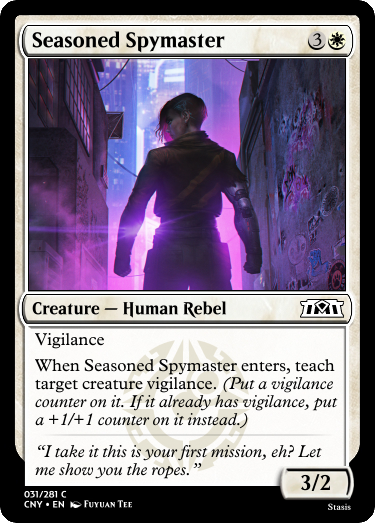 Seasoned Spymaster 3
Creature — Human Rebel
Vigilance
When Seasoned Spymaster enters, teach
target creature vigilance. (Put a vigilance
counter on it. If it already has vigilance, put
a +1/+1 counter on it instead.)
“I take it this is your first mission, eh? Let
me show you the ropes.”
3/2
031/281 C
CNY • EN Fuyuan Tee
Stasis